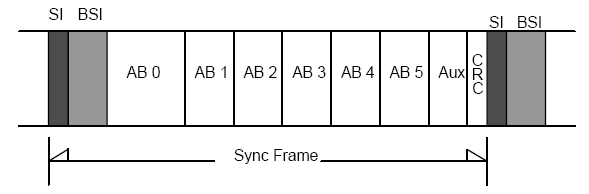 SI BSI
SI BSI
AB 0 AB 1 AB 2 AB 3 AB 4 AB 5 Aux CRC
Sync Frame